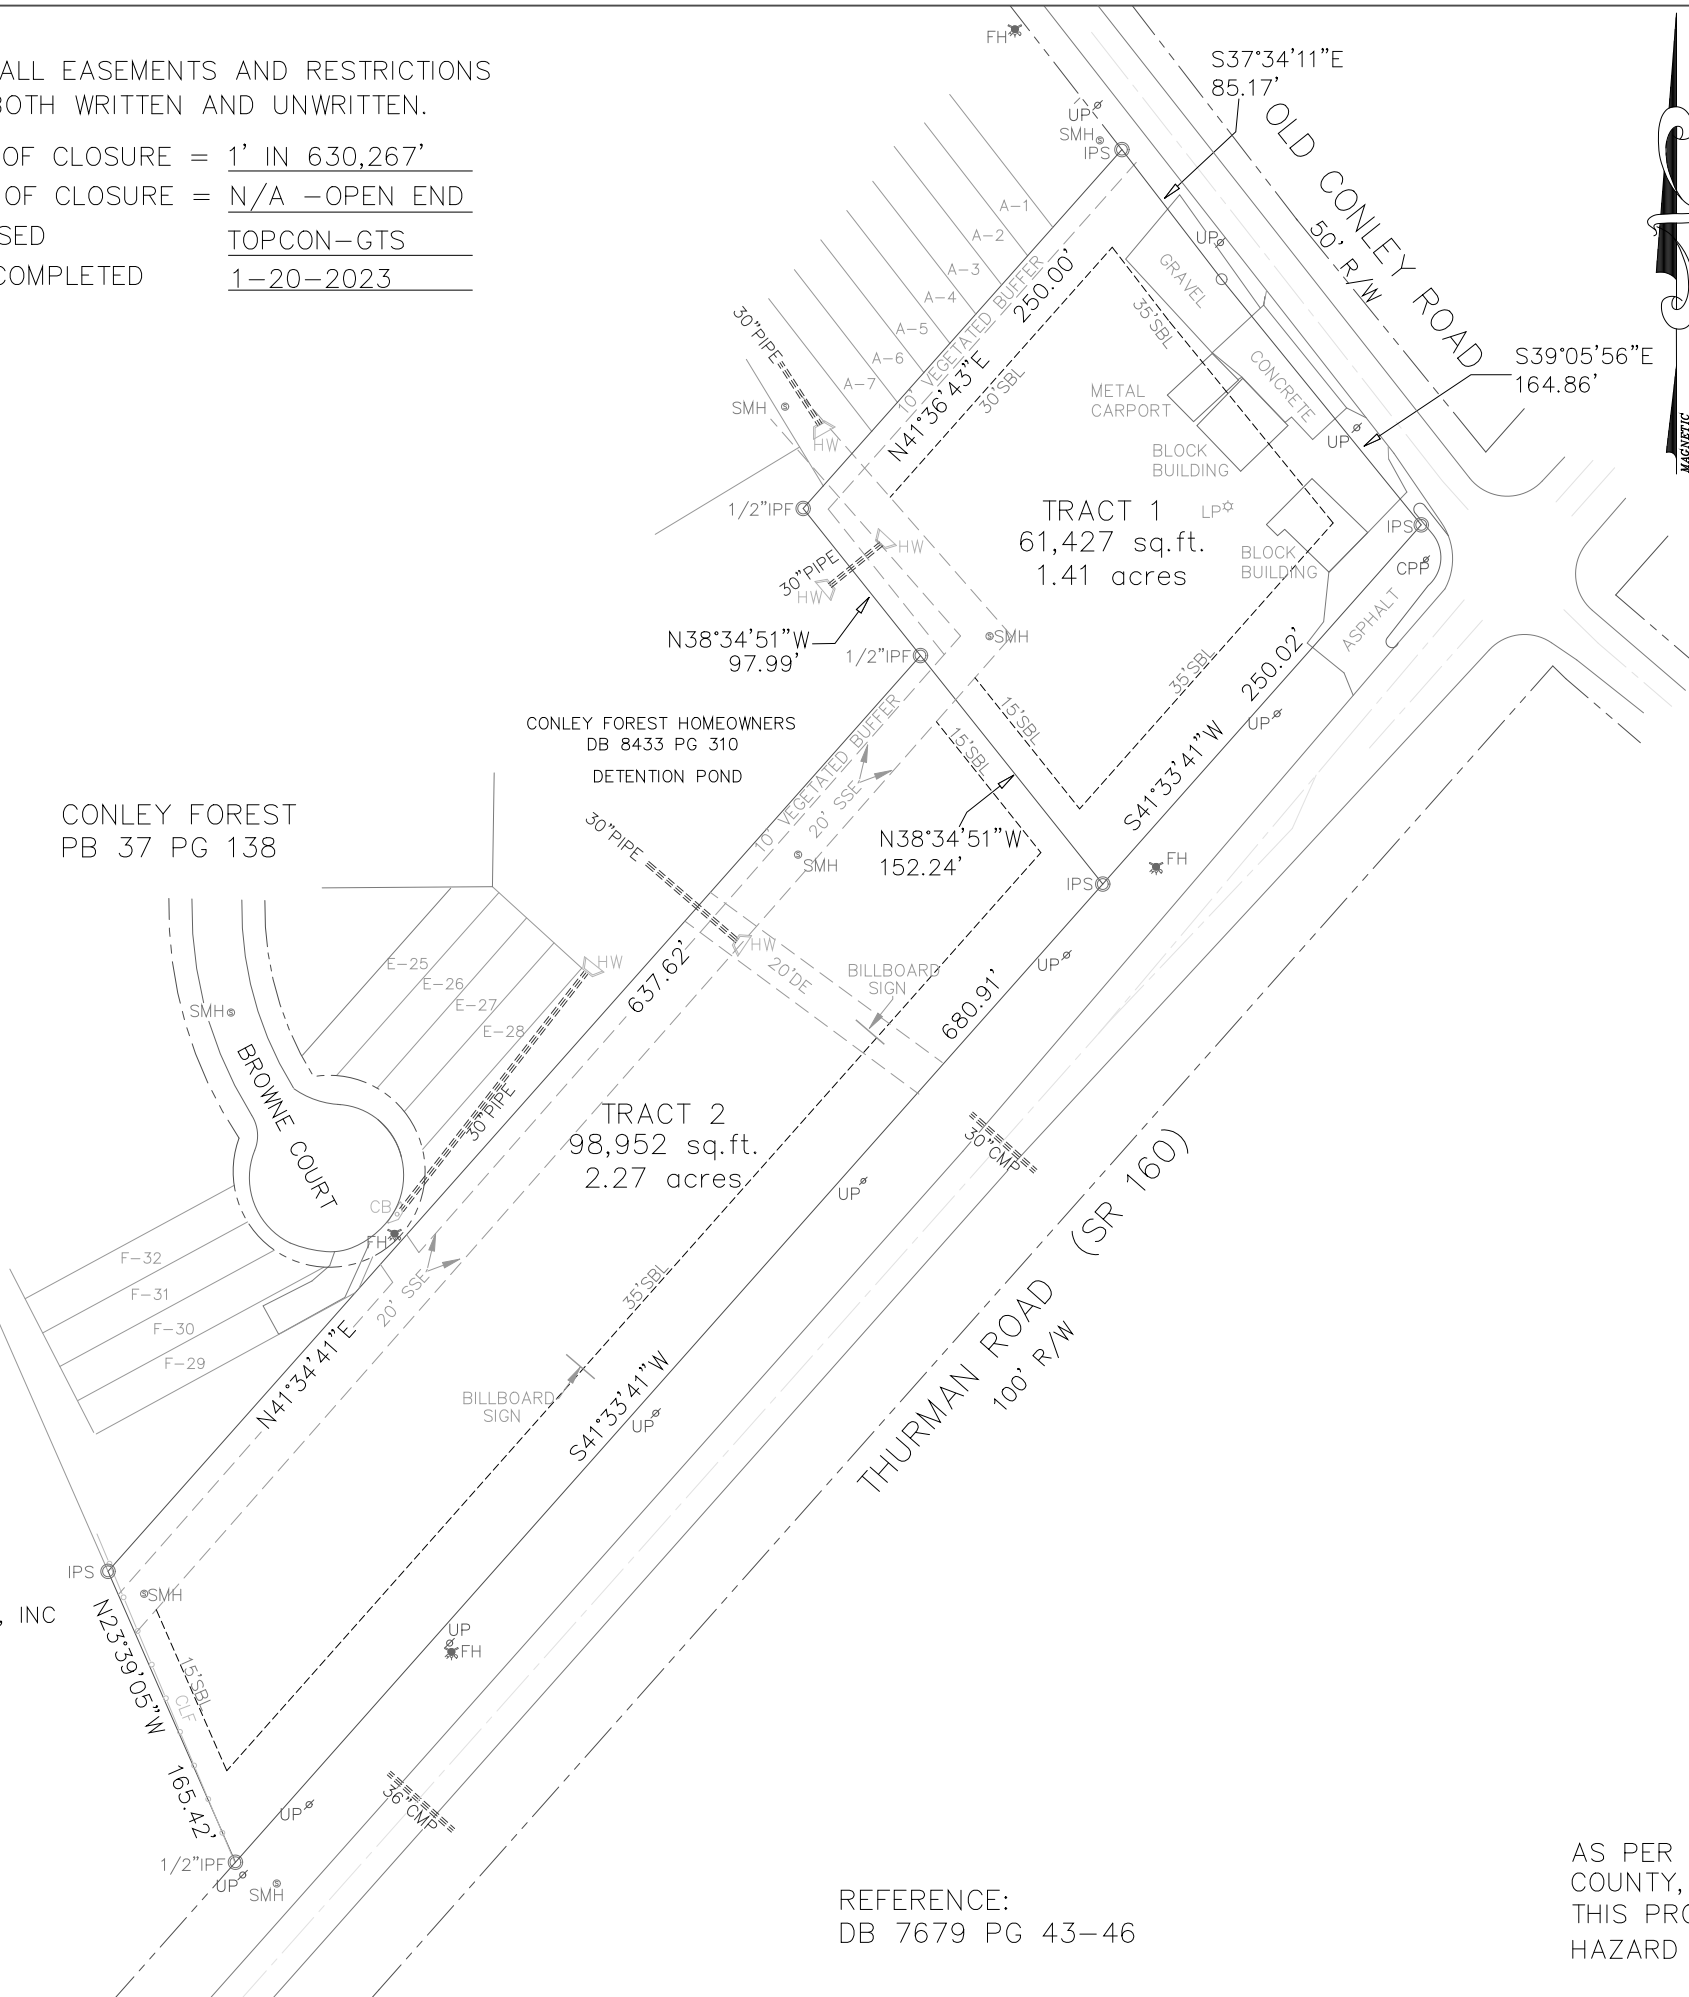 ALL EASEMENTS AND RESTRICTIONS
BOTH WRITTEN AND UNWRITTEN.
OF CLOSURE = 1' IN 630,267'
OF CLOSURE = N/A -OPEN END
SED TOPCON-GTS
COMPLETED 1-20-2023
FH
S37°34'11"E
85.17'
UP
SMH
IPS
OLD CONLEY ROAD
50' R/W
A-1
A-2
A-3
A-4
A-5
A-6
A-7
10' VEGETATED BUFFER
N41°36'43"E 250.00'
30'SBL
35'SBL
UP
GRAVEL
CONCRETE
S39°05'56"E
164.86'
MAGNETIC
30"PIPE
SMH
HW
METAL
CARPORT
BLOCK
BUILDING
UP
1/2"IPF
TRACT 1
61,427 sq.ft.
1.41 acres
LP
IPS
BLOCK
BUILDING
CPP
ASPHALT
HW
30"PIPE
HW
SMH
N38°34'51"W
97.99'
1/2"IPF
35'SBL
S41°33'41"W 250.02'
UP
15'SBL
15'SBL
CONLEY FOREST HOMEOWNERS
DB 8433 PG 310
DETENTION POND
10' VEGETATED BUFFER
20' SSE
SMH
N38°34'51"W
152.24'
IPS
FH
CONLEY FOREST
PB 37 PG 138
30"PIPE
HW
20'DE
BILLBOARD
SIGN
UP
E-25
E-26
E-27
E-28
HW
637.62'
680.91'
SMH
BROWNE COURT
30"PIPE
TRACT 2
98,952 sq.ft.
2.27 acres
UP
30"CMP
CB
FH
F-32
F-31
F-30
F-29
20' SSE
35'SBL
THURMAN ROAD (SR 160)
100' R/W
N41°34'41"E
BILLBOARD
SIGN
S41°33'41"W
UP
IPS
SMH
, INC
N23°39'05"W 165.42'
15'SBL
CLF
UP
FH
UP
36"CMP
1/2"IPF
UP
SMH
REFERENCE:
DB 7679 PG 43-46
AS PER
COUNTY,
THIS PRO
HAZARD